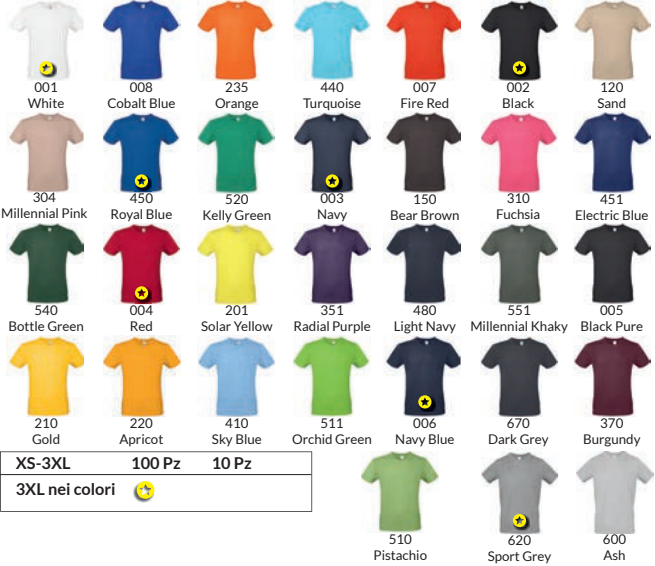 001 008 235 440 007 002 120
White Cobalt Blue Orange Turquoise Fire Red Black Sand
304 450 520 003 150 310 451
Millennial Pink Royal Blue Kelly Green Navy Bear Brown Fuchsia Electric Blue
540 004 201 351 480 551 005
Bottle Green Red Solar Yellow Radial Purple Light Navy Millennial Khaky Black Pure
210 220 410 511 006 670 370
Gold Apricot Sky Blue Orchid Green Navy Blue Dark Grey Burgundy
XS-3XL 100 Pz 10 Pz
3XL nei colori
510 620 600
Pistachio Sport Grey Ash